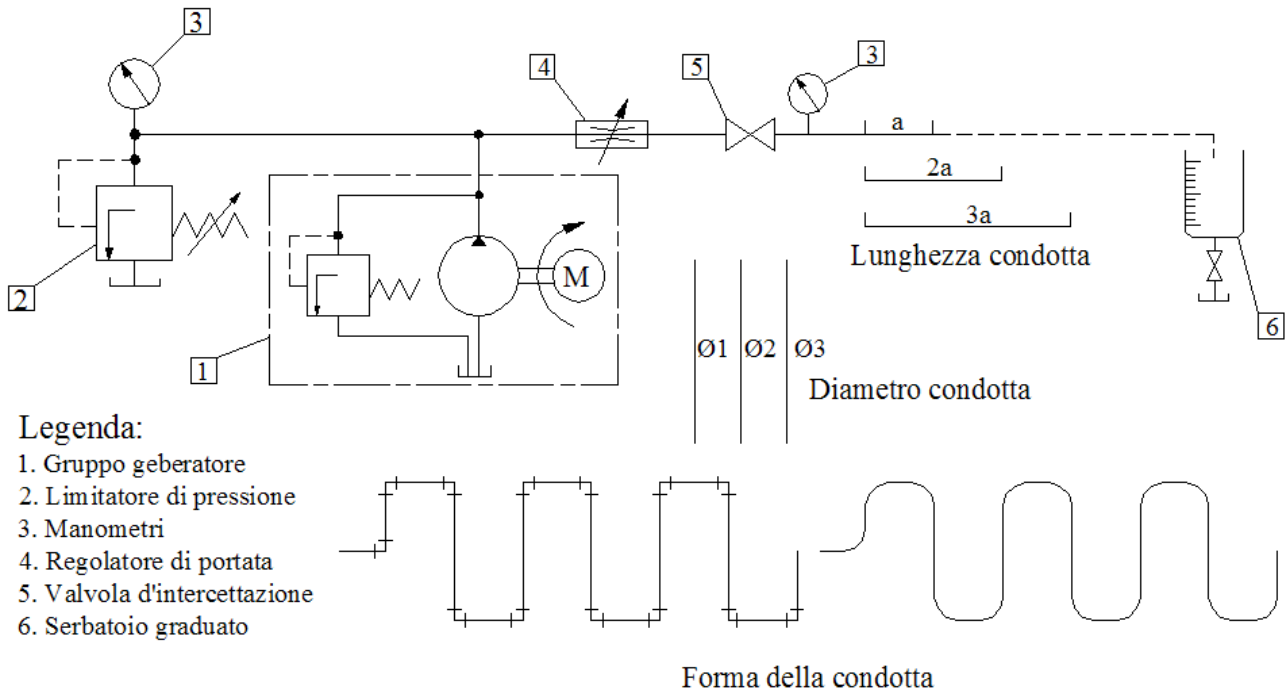 3
4
5
3
a
2a
3a
Lunghezza condotta
M
2
6
1
Ø1 Ø2 Ø3
Diametro condotta
Legenda:
1. Gruppo geberatore
2. Limitatore di pressione
3. Manometri
4. Regolatore di portata
5. Valvola d'intercettazione
6. Serbatoio graduato
Forma della condotta